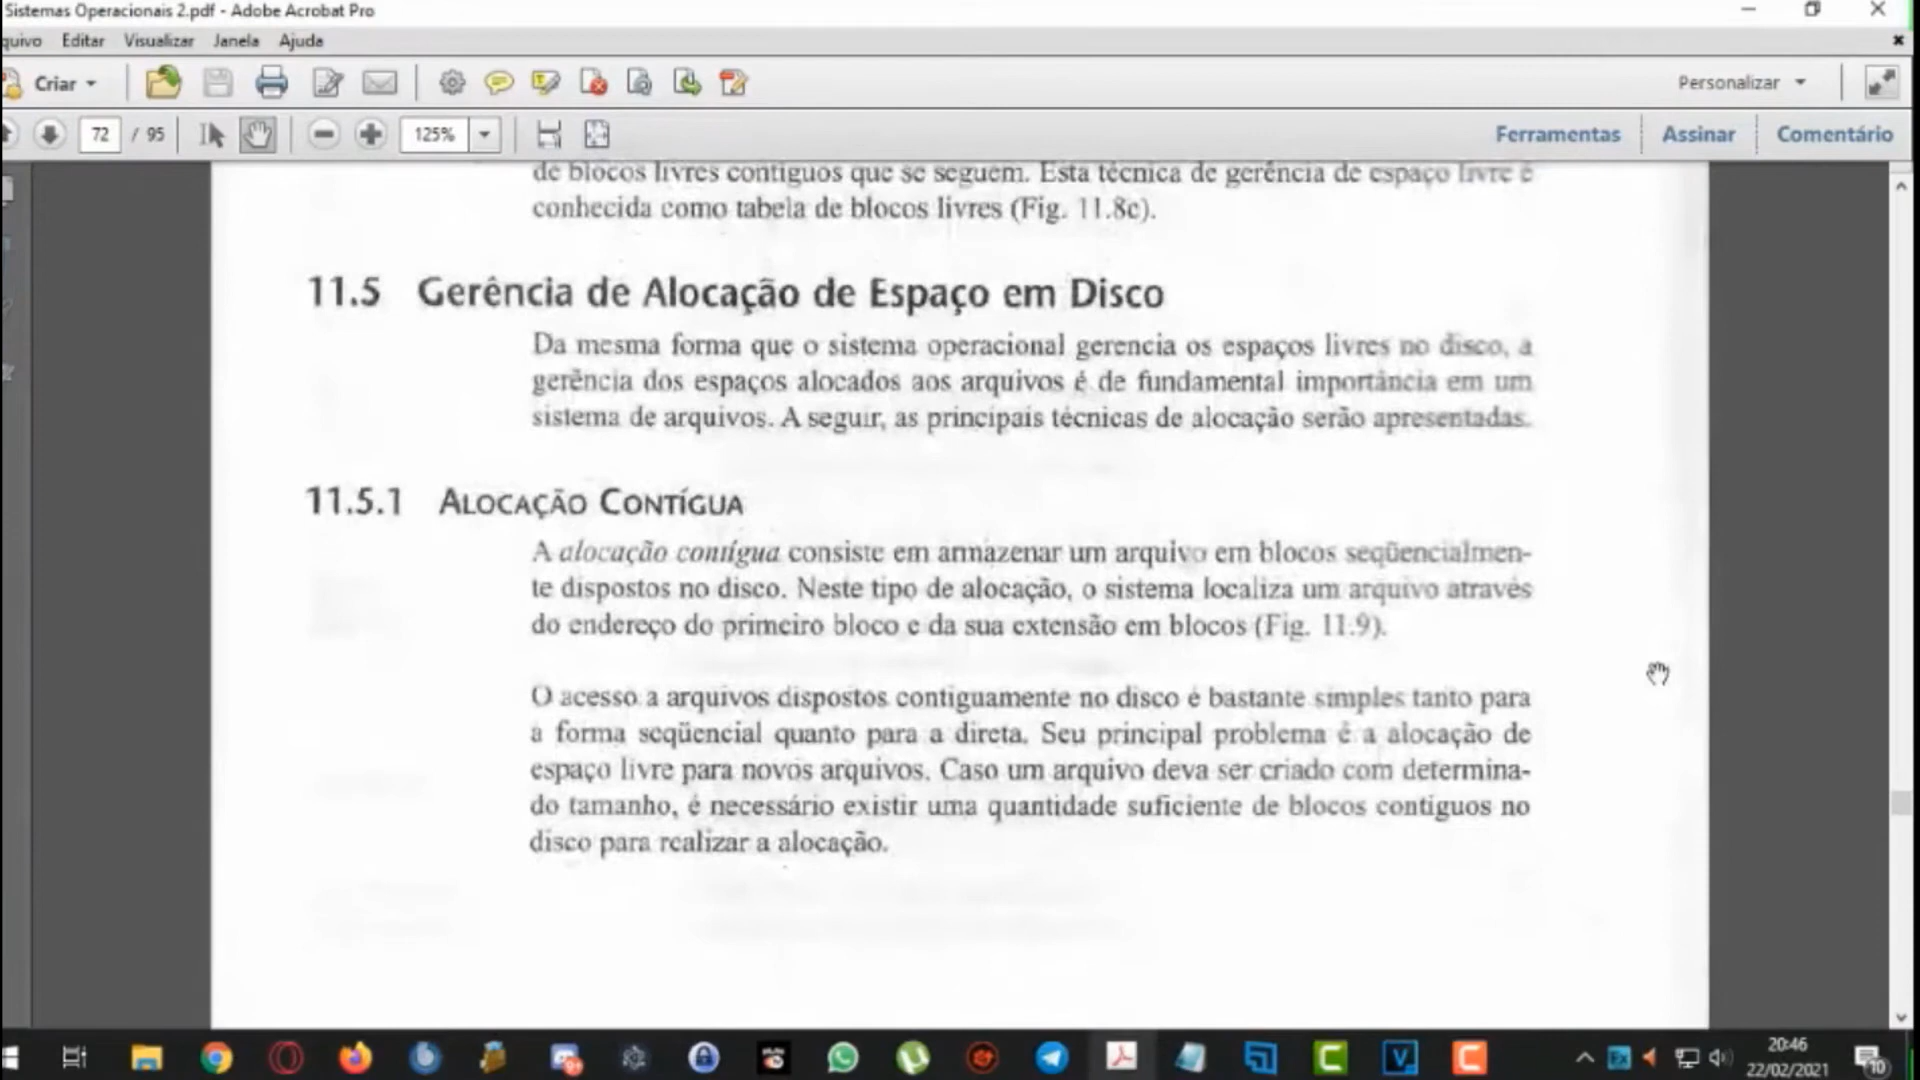 Sistemas Operacionais 2.pdf - Adobe Acrobat Pro
quivo Editar Visualizar Janela Ajuda
Criar
Personalizar
72 / 95
125%
Ferramentas
Assinar
Comentário
de blocos livres contíguos que se seguem. Esta técnica de gerência de espaço livre é
conhecida como tabela de blocos livres (Fig. 11.8c).
11.5 Gerência de Alocação de Espaço em Disco
Da mesma forma que o sistema operacional gerencia os espaços livres no disco, a
gerência dos espaços alocados aos arquivos é de fundamental importância em um
sistema de arquivos. A seguir, as principais técnicas de alocação serão apresentadas.
11.5.1 ALOCAÇÃO CONTÍGUA
A alocação contígua consiste em armazenar um arquivo em blocos seqüencialmen-
te dispostos no disco. Neste tipo de alocação, o sistema localiza um arquivo através
do endereço do primeiro bloco e da sua extensão em blocos (Fig. 11.9).
O acesso a arquivos dispostos contiguamente no disco é bastante simples tanto para
a forma seqüencial quanto para a direta. Seu principal problema é a alocação de
espaço livre para novos arquivos. Caso um arquivo deva ser criado com determina-
do tamanho, é necessário existir uma quantidade suficiente de blocos contíguos no
disco para realizar a alocação.
20:46
22/02/2021
10